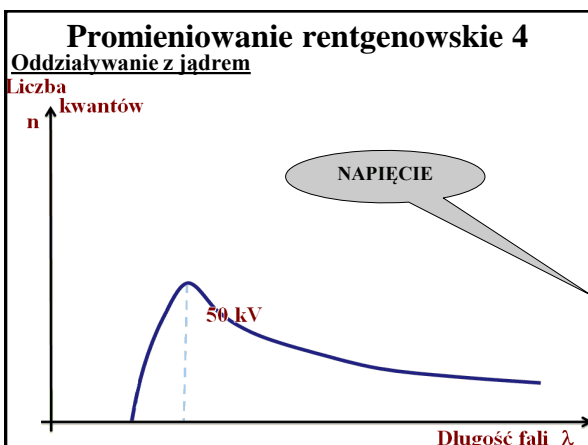 Promieniowanie rentgenowskie 4
Oddziaływanie z jądrem
Liczba
kwantów
n
NAPIĘCIE
50 kV
Długość fali λ